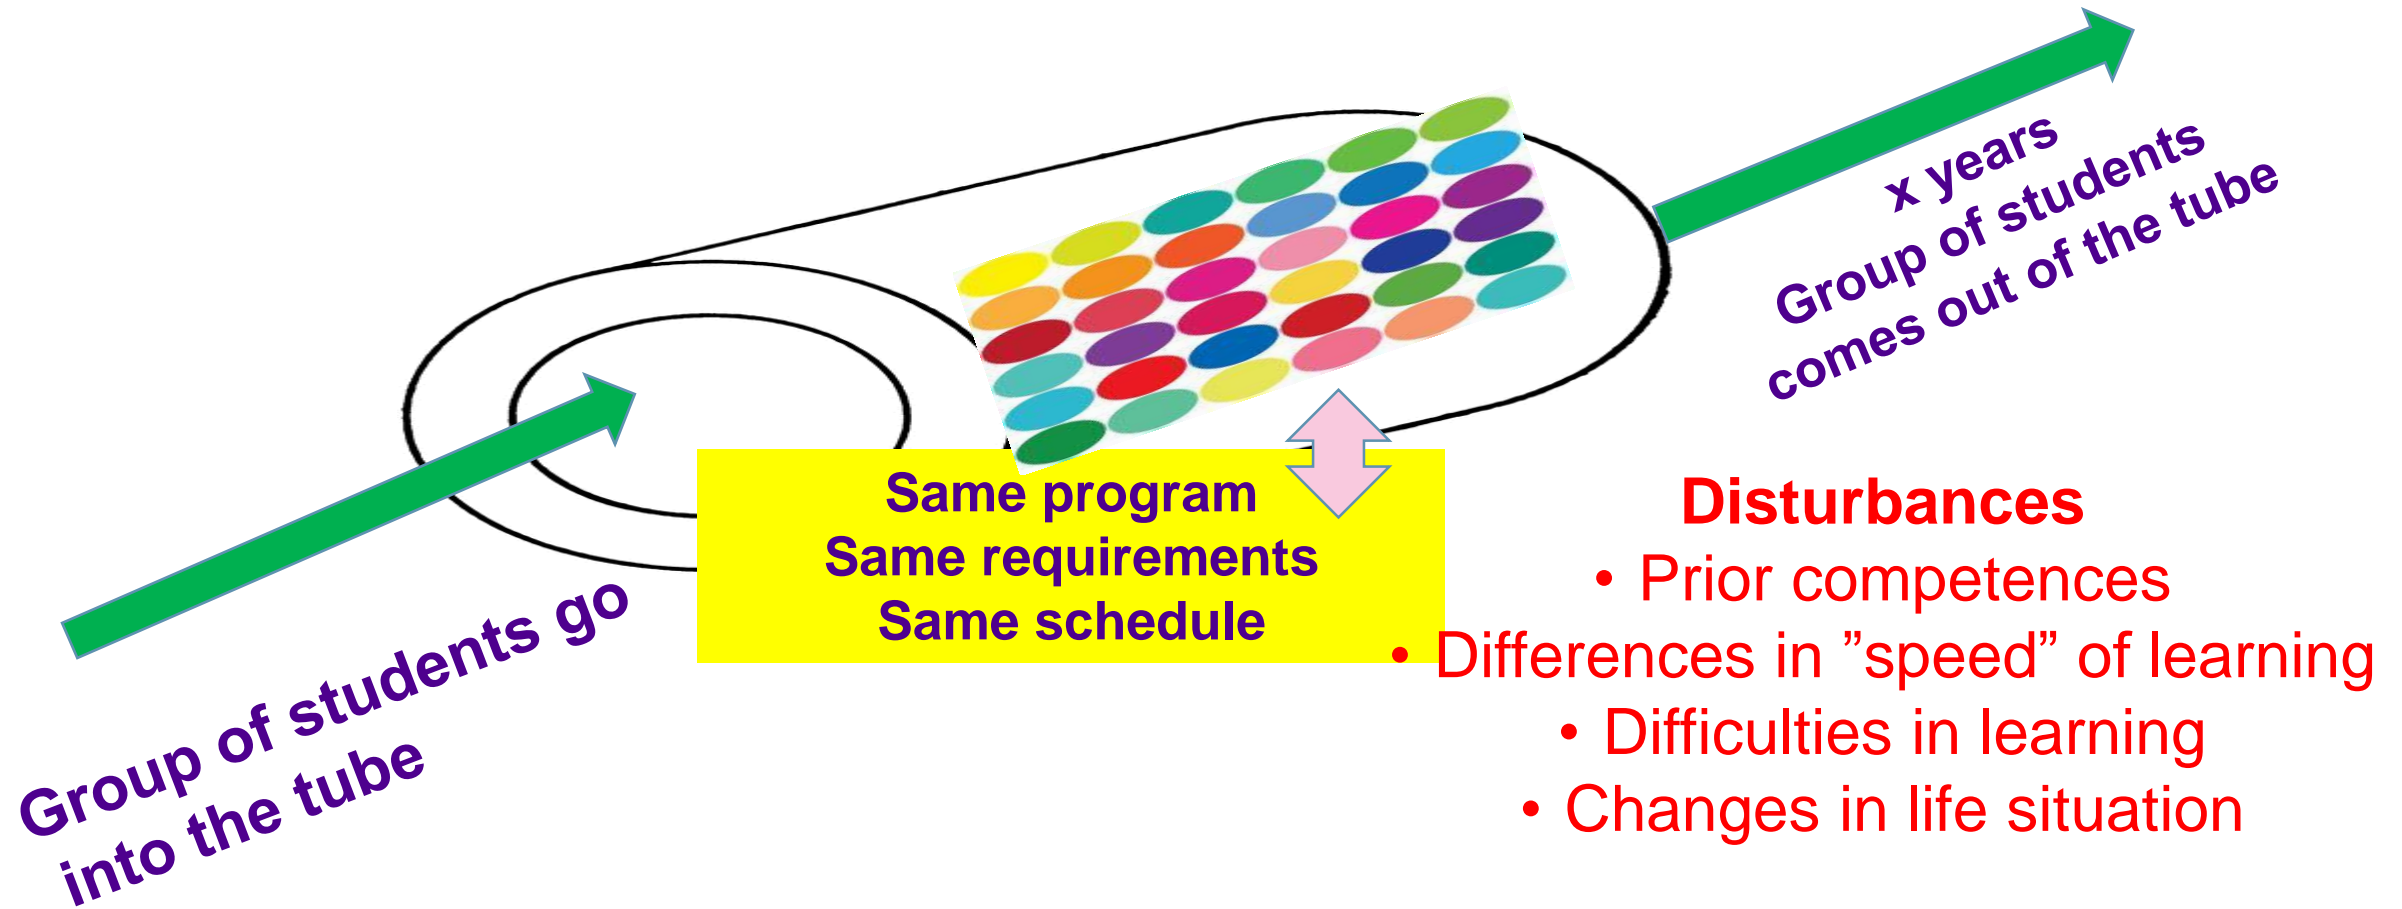 Group of students go
into the tube
Same program
Same requirements
Same schedule
x years
Group of students
comes out of the tube
Disturbances
• Prior competences
• Differences in ”speed” of learning
• Difficulties in learning
• Changes in life situation